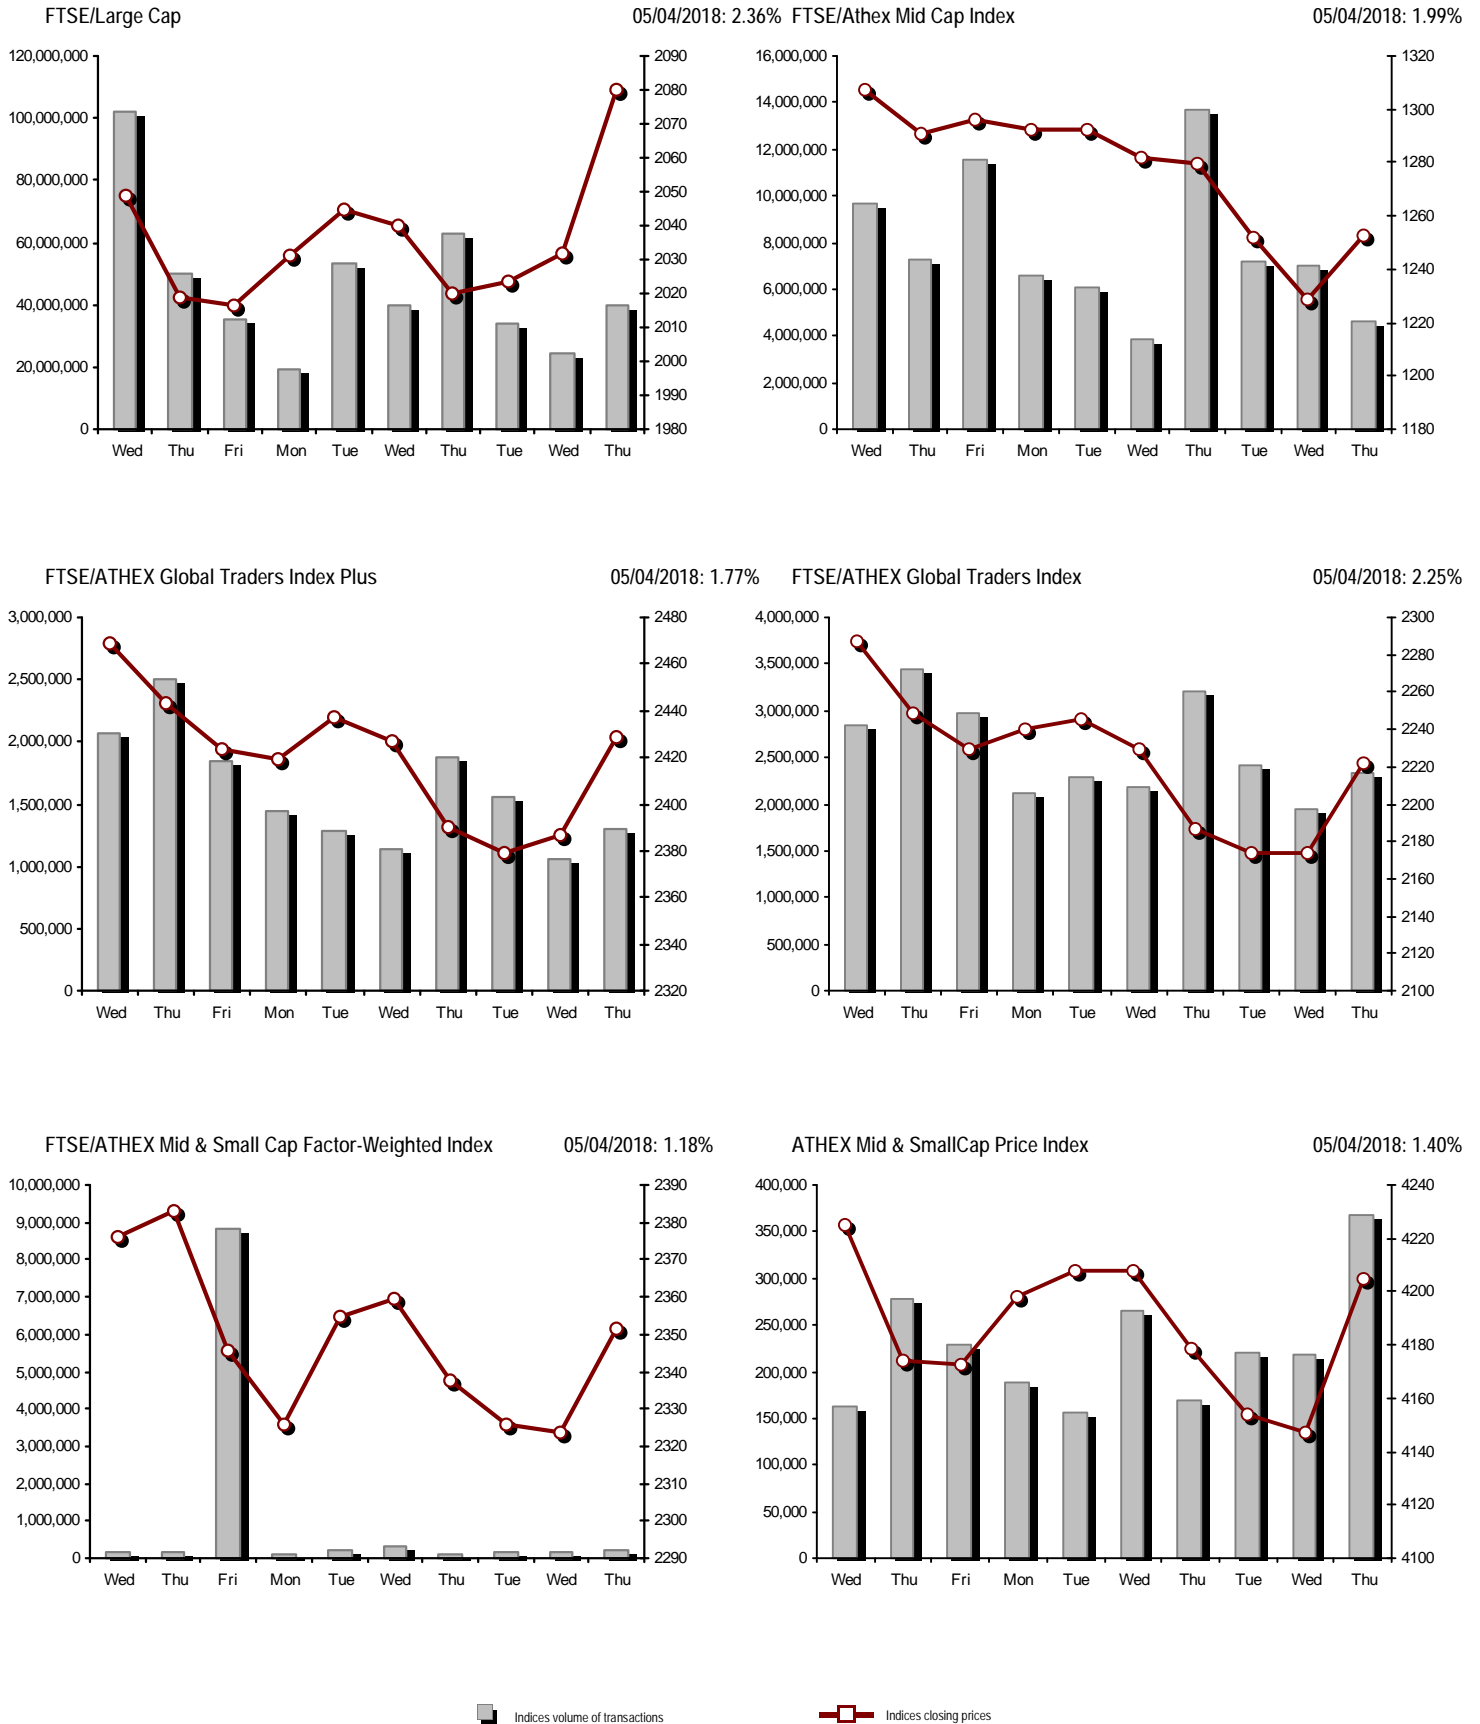 FTSE/Large Cap 05/04/2018: 2.36% FTSE/Athex Mid Cap Index 05/04/2018: 1.99%
120,000,000 2090 16,000,000 1320
2080
100,000,000 2070 14,000,000 1300
2060
80,000,000 12,000,000 1280
2050 10,000,000
60,000,000 2040 8,000,000 1260
2030
40,000,000 2020 6,000,000 1240
2010 4,000,000 1220
20,000,000 2000
1990 2,000,000 1200
0 1980 0 1180
Wed Thu Fri Mon Tue Wed Thu Tue Wed Thu Wed Thu Fri Mon Tue Wed Thu Tue Wed Thu
FTSE/ATHEX Global Traders Index Plus 05/04/2018: 1.77% FTSE/ATHEX Global Traders Index 05/04/2018: 2.25%
3,000,000 2480 4,000,000 2300
2460 3,500,000 2280
2,500,000 2440 3,000,000 2260
2,000,000 2420 2,500,000 2240
2220
1,500,000 2400 2,000,000 2200
2380 1,500,000 2180
1,000,000 2360 1,000,000 2160
2140
500,000 2340 500,000 2120
0 2320 0 2100
Wed Thu Fri Mon Tue Wed Thu Tue Wed Thu Wed Thu Fri Mon Tue Wed Thu Tue Wed Thu
FTSE/ATHEX Mid & Small Cap Factor-Weighted Index 05/04/2018: 1.18% ATHEX Mid & SmallCap Price Index 05/04/2018: 1.40%
10,000,000 2390 400,000 4240
9,000,000 2380 350,000 4220
8,000,000 2370 300,000 4200
7,000,000 2360
6,000,000 2350 250,000 4180
5,000,000 2340 200,000
4,000,000 2330 150,000 4160
3,000,000 2320 100,000 4140
2,000,000 2310
1,000,000 2300 50,000 4120
0 2290 0 4100
Wed Thu Fri Mon Tue Wed Thu Tue Wed Thu Wed Thu Fri Mon Tue Wed Thu Tue Wed Thu
Indices volume of transactions Indices closing prices